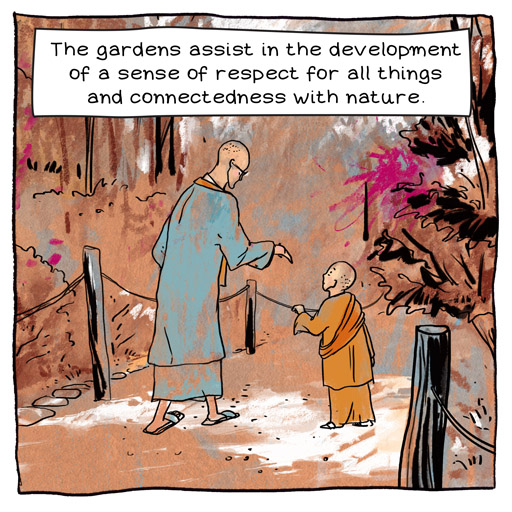 The gardens assist in the development
of a sense of respect for all things
and connectedness with nature.